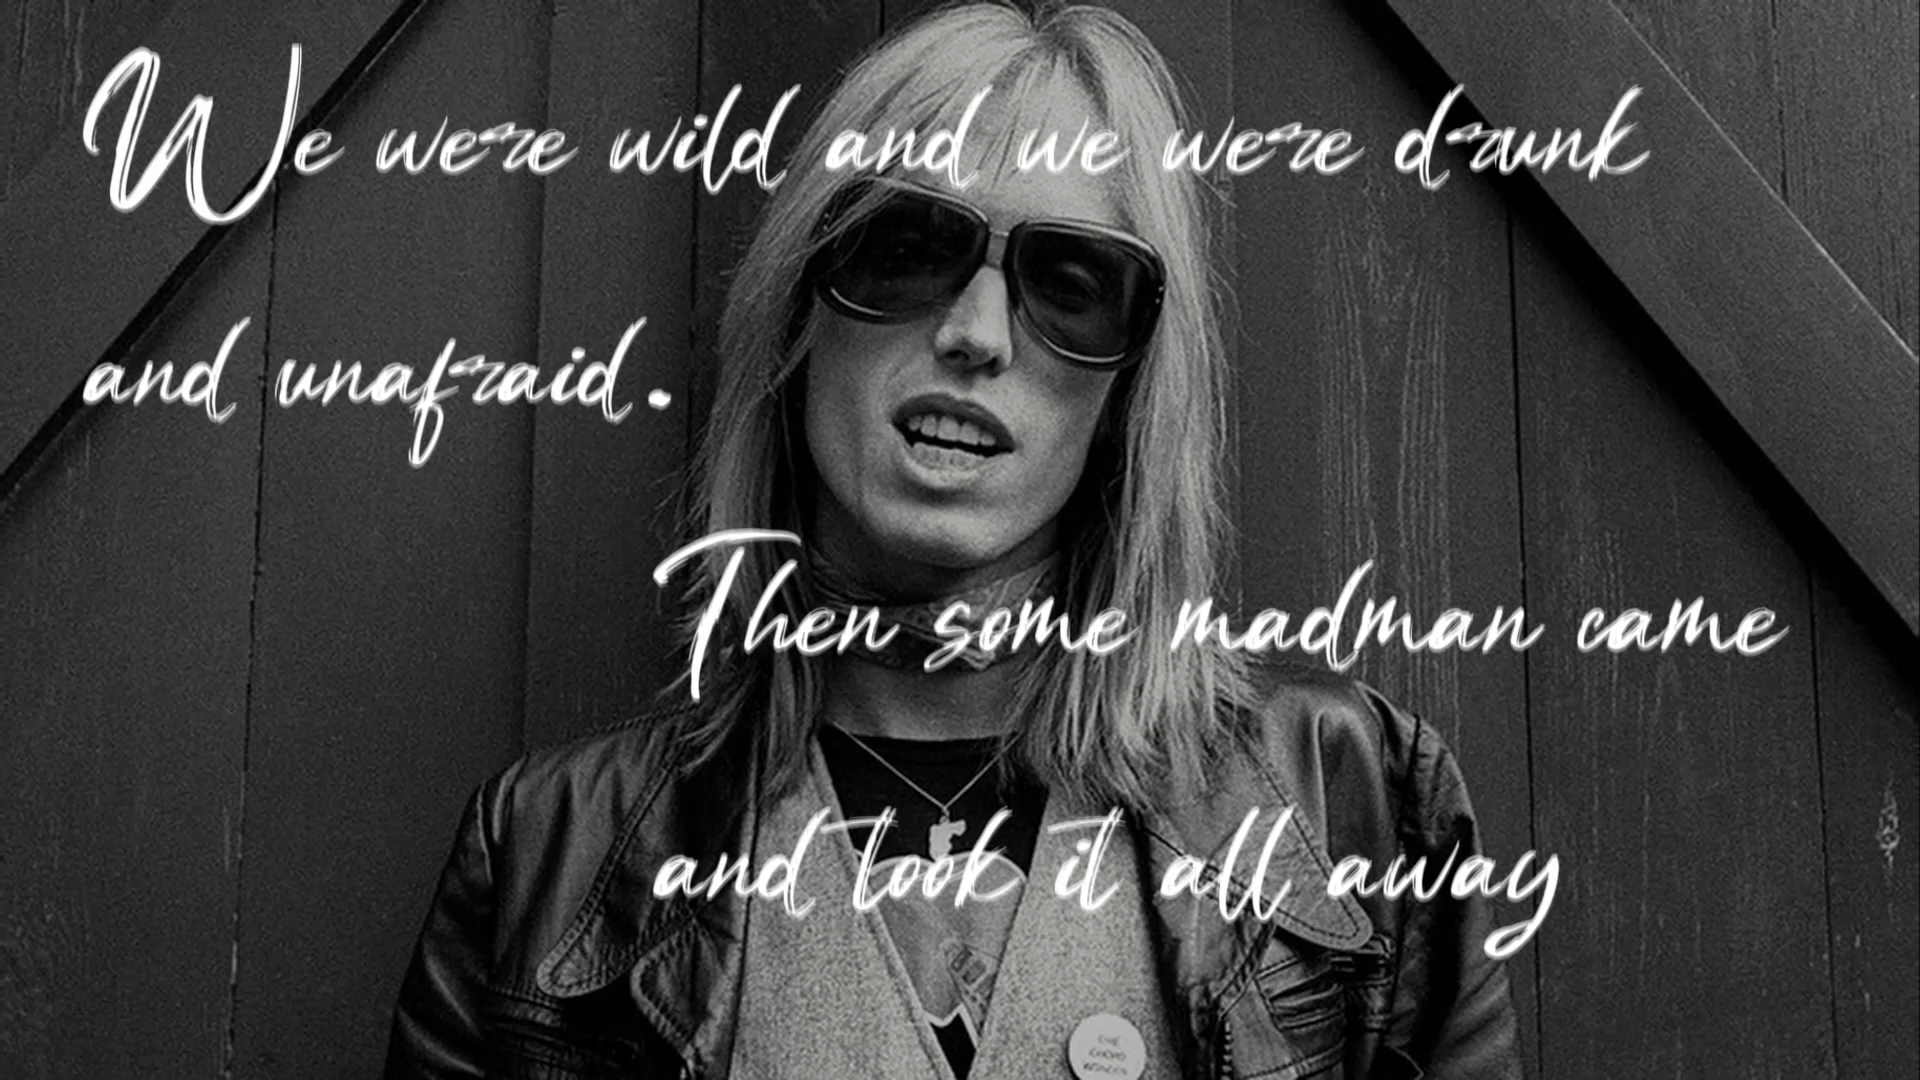 We were wild and we were drunk
and unafraid.
Then some madman came
and took it all away